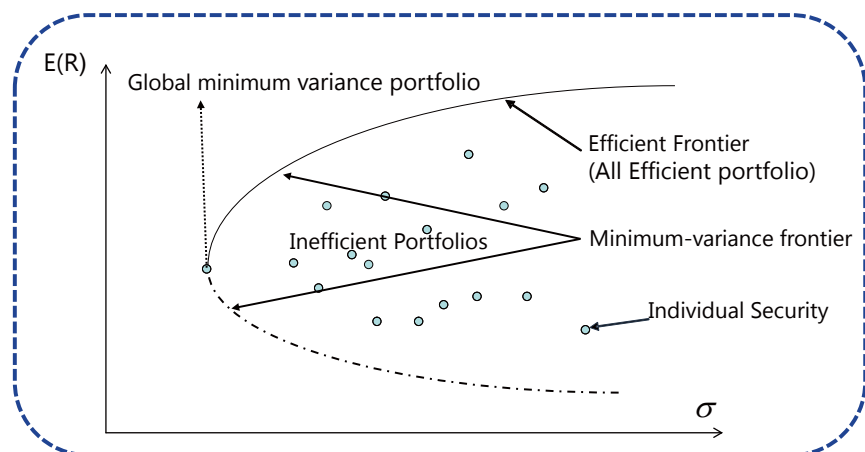 E(R)
Global minimum variance portfolio
Efficient Frontier
(All Efficient portfolio)
Inefficient Portfolios
Minimum-variance frontier
Individual Security
σ